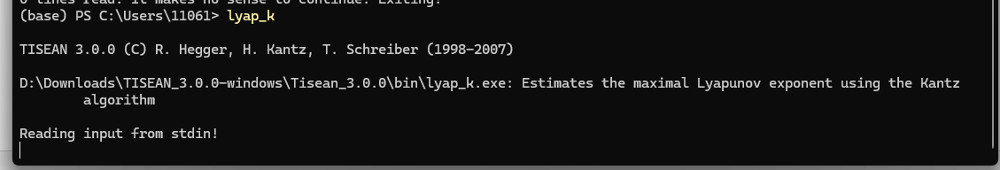 0 lines read. It makes no sense to continue. Exiting!
(base) PS C:\Users\11061> lyap_k
TISEAN 3.0.0 (C) R. Hegger, H. Kantz, T. Schreiber (1998-2007)
D:\Downloads\TISEAN_3.0.0-windows\Tisean_3.0.0\bin\lyap_k.exe: Estimates the maximal Lyapunov exponent using the Kantz
algorithm
Reading input from stdin!